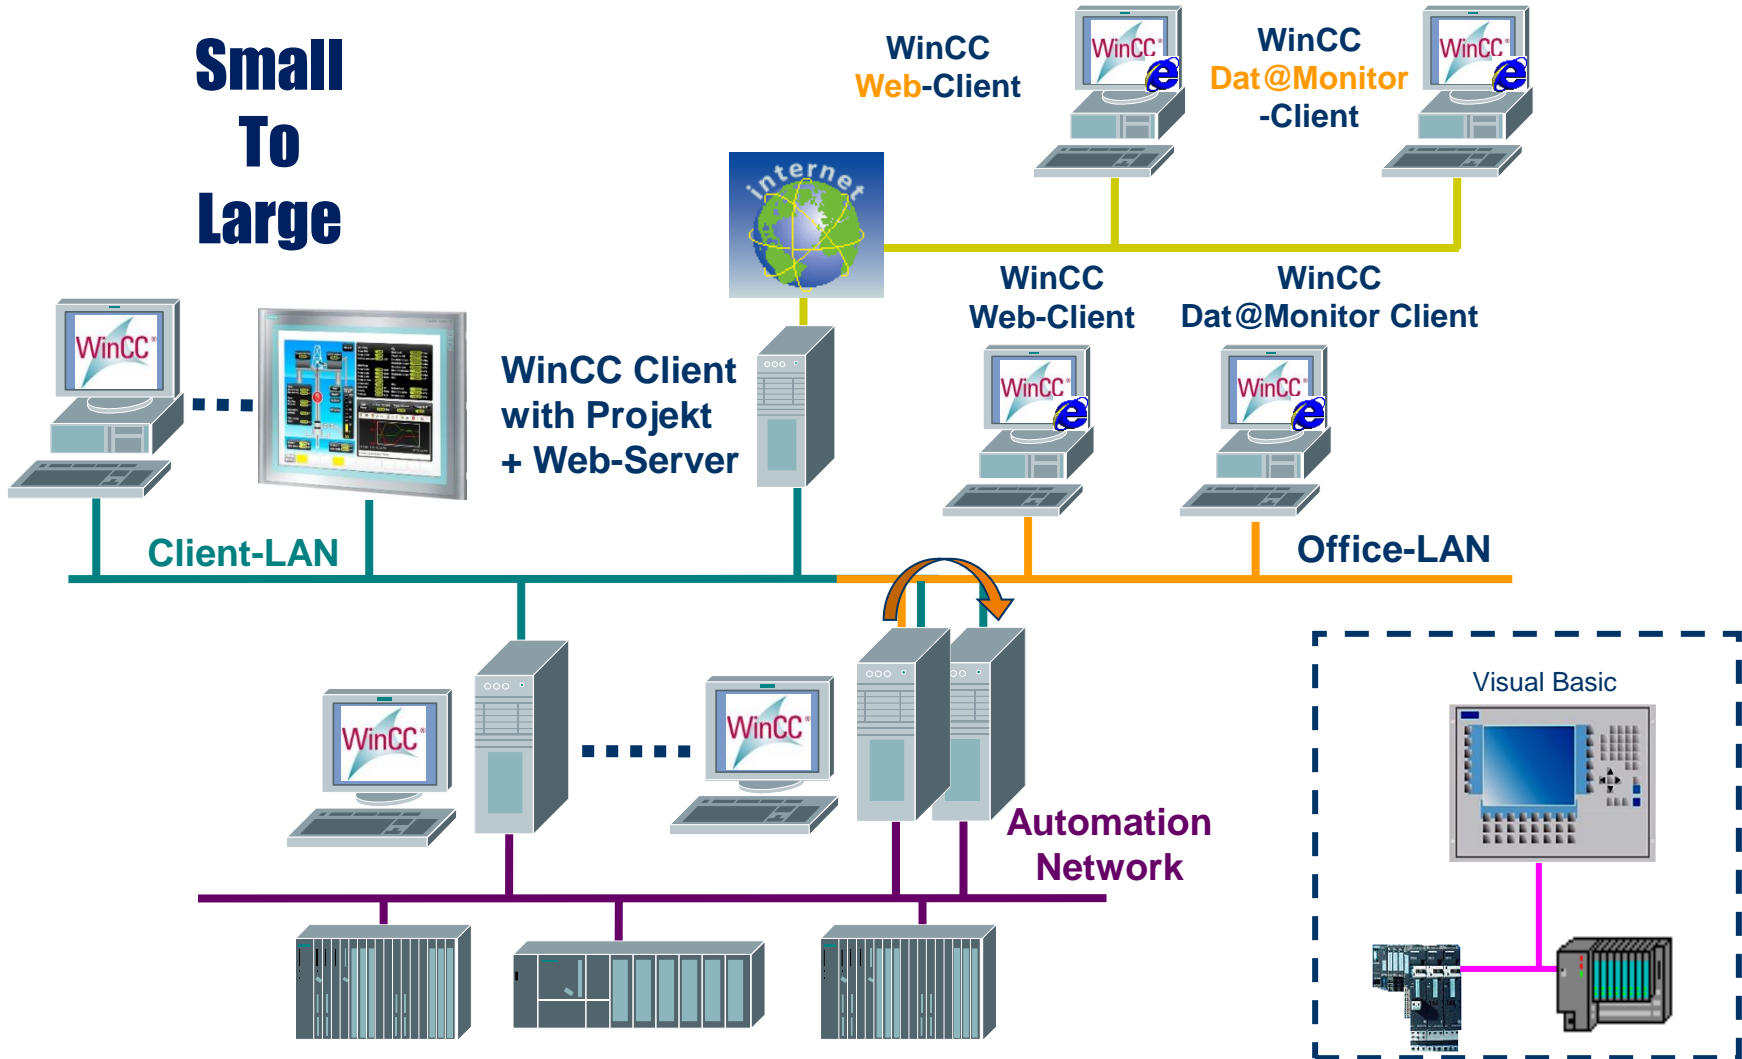 Small
To
Large
WinCC
Web-Client
WinCC
Dat@Monitor
-Client
WinCC®
WinCC®
internet
WinCC
Web-Client
WinCC
Dat@Monitor Client
WinCC®
WinCC Client
with Projekt
+ Web-Server
WinCC®
WinCC®
Client-LAN
Office-LAN
WinCC®
WinCC®
Automation
Network
Visual Basic